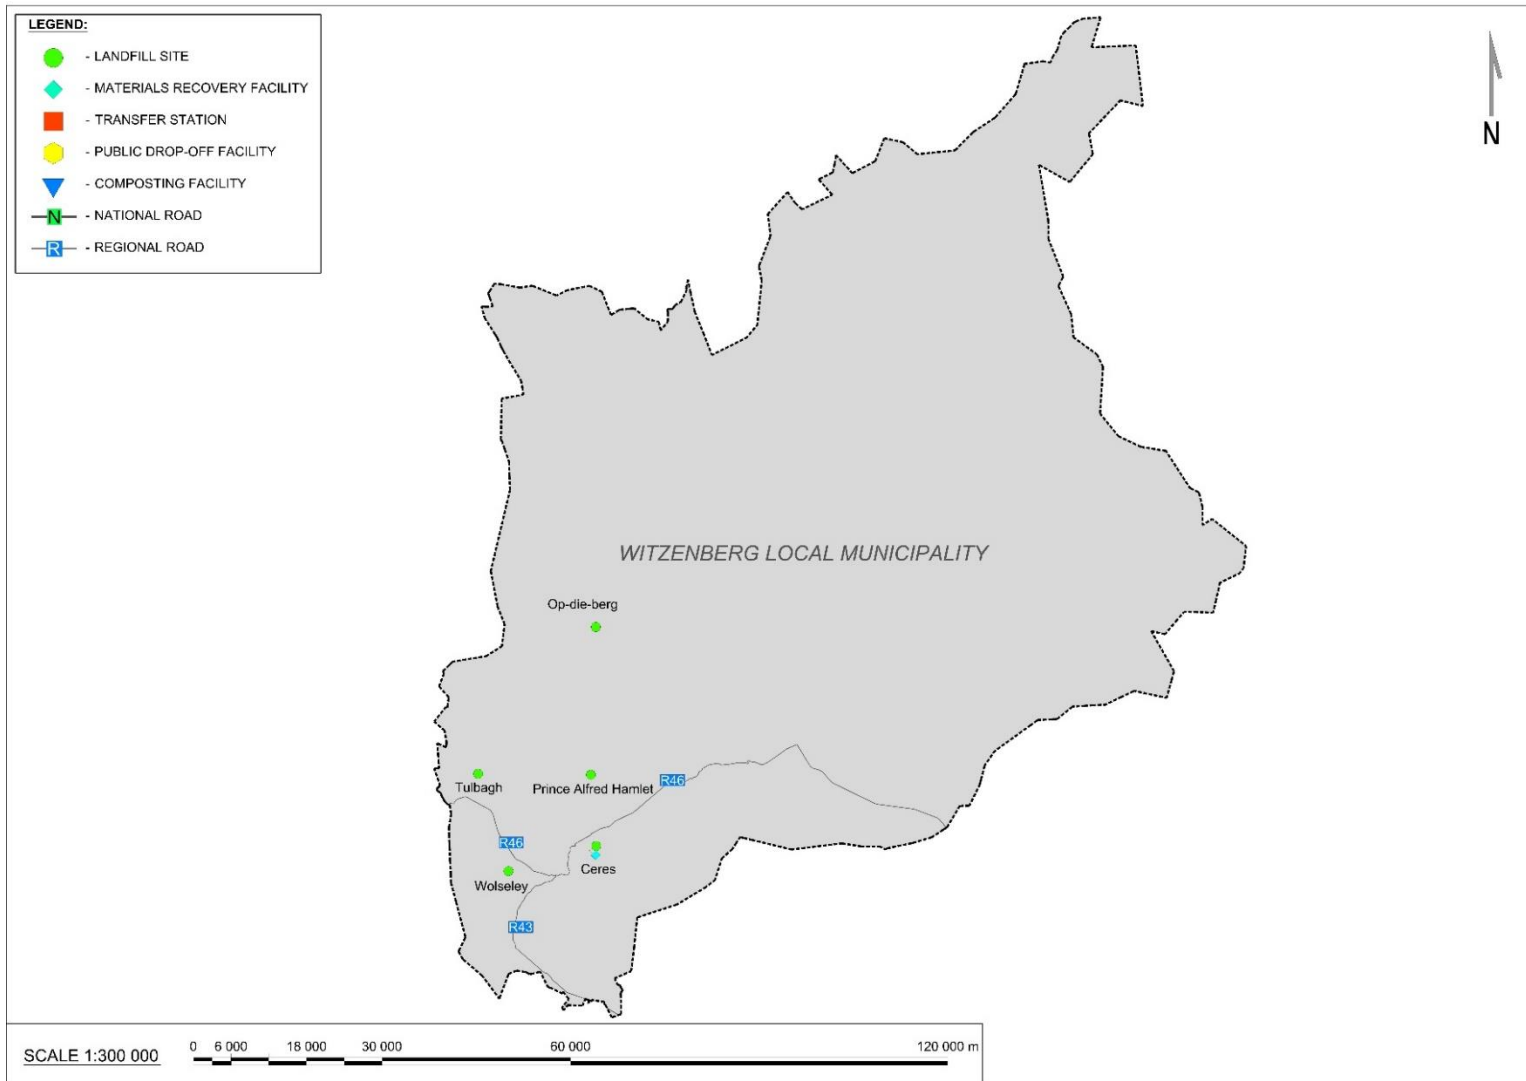 LEGEND:
- LANDFILL SITE
- MATERIALS RECOVERY FACILITY
- TRANSFER STATION
- PUBLIC DROP-OFF FACILITY
- COMPOSTING FACILITY
N - NATIONAL ROAD
R - REGIONAL ROAD
N
WITZENBERG LOCAL MUNICIPALITY
Op-die-berg
Tulbagh
Prince Alfred Hamlet
R46
R46
Ceres
Wolseley
R43
SCALE 1:300 000
0 6 000 18 000 30 000 60 000 120 000 m